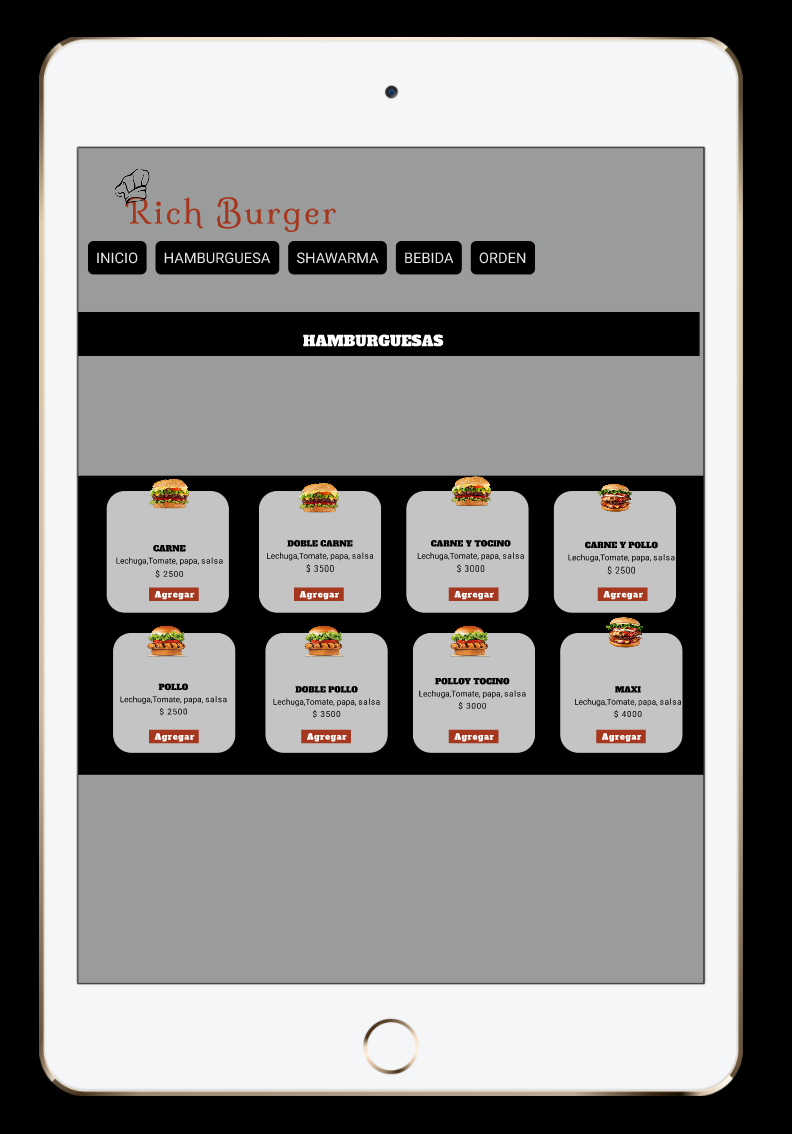 Rich Burger
INICIO HAMBURGUESA SHAWARMA BEBIDA ORDEN
HAMBURGUESAS
CARNE
Lechuga,Tomate, papa, salsa
$ 2500
Agregar
DOBLE CARNE
Lechuga,Tomate, papa, salsa
$ 3500
Agregar
CARNE Y TOCINO
Lechuga,Tomate, papa, salsa
$ 3000
Agregar
CARNE Y POLLO
Lechuga,Tomate, papa, salsa
$ 2500
Agregar
POLLO
Lechuga,Tomate, papa, salsa
$ 2500
Agregar
DOBLE POLLO
Lechuga,Tomate, papa, salsa
$ 3500
Agregar
POLLOY TOCINO
Lechuga,Tomate, papa, salsa
$ 3000
Agregar
MAXI
Lechuga,Tomate, papa, salsa
$ 4000
Agregar